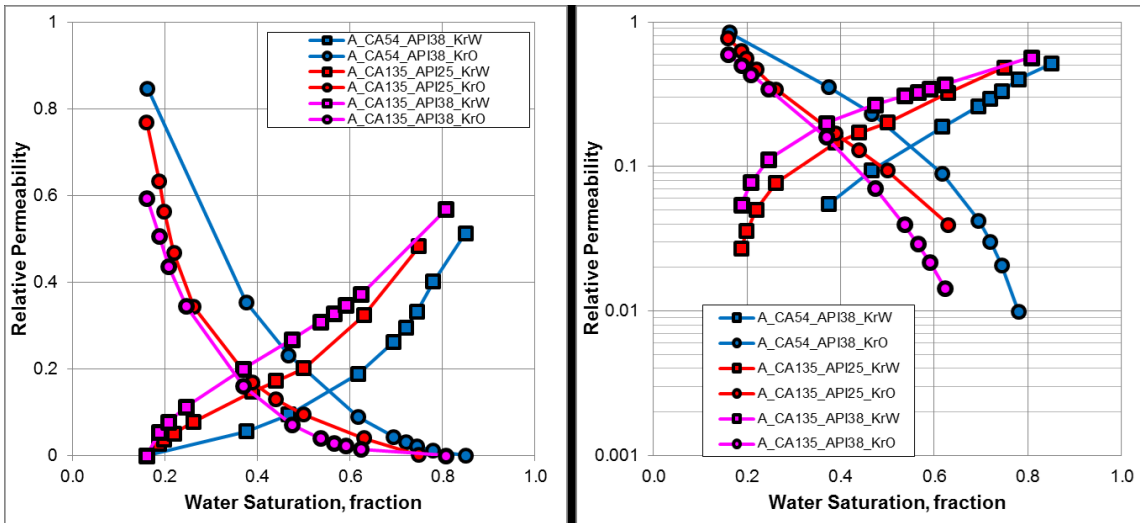 1
0.8
0.6
0.4
0.2
0
0.0
0.2
0.4
0.6
0.8
1.0
Relative Permeability
Water Saturation, fraction
A_CA54_API38_KrW
A_CA54_API38_KrO
A_CA135_API25_KrW
A_CA135_API25_KrO
A_CA135_API38_KrW
A_CA135_API38_KrO
1
0.1
0.01
0.001
0.0
0.2
0.4
0.6
0.8
1.0
Relative Permeability
Water Saturation, fraction
A_CA54_API38_KrW
A_CA54_API38_KrO
A_CA135_API25_KrW
A_CA135_API25_KrO
A_CA135_API38_KrW
A_CA135_API38_KrO